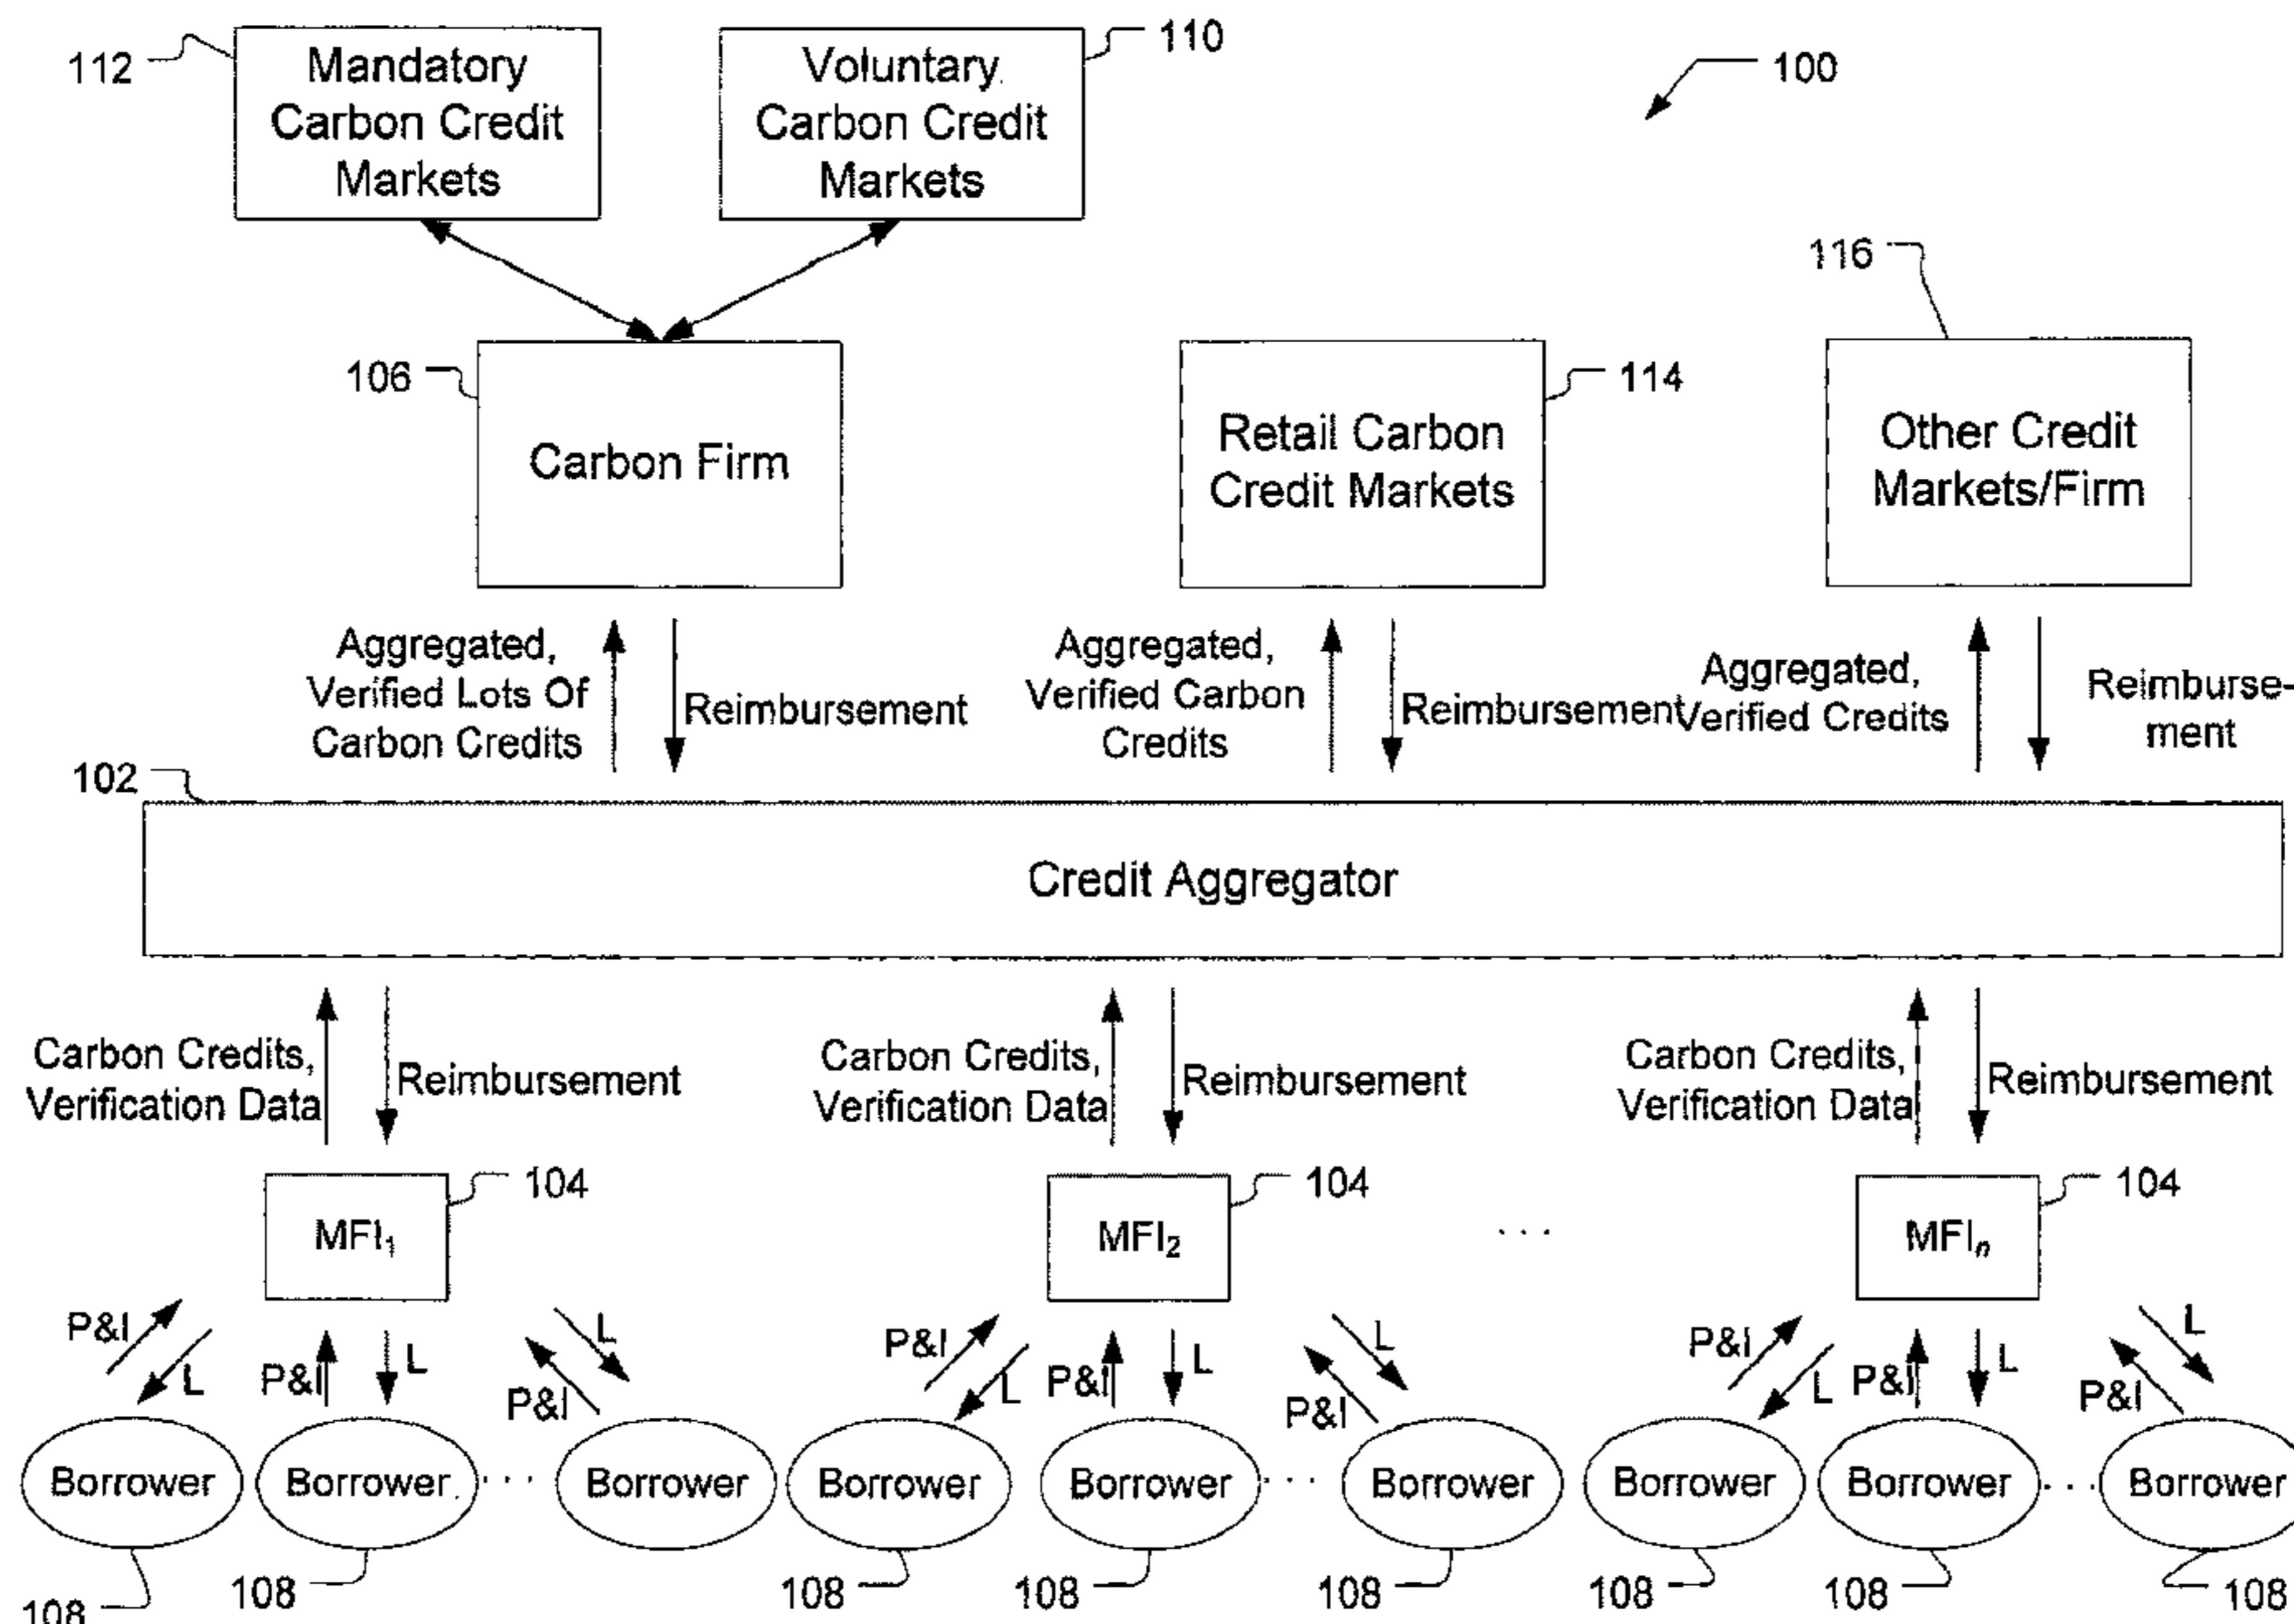 112
Mandatory
Carbon Credit
Markets
Voluntary
Carbon Credit
Markets
110
100
106
Carbon Firm
Retail Carbon
Credit Markets
114
116
Other Credit
Markets/Firm
Aggregated,
Verified Lots Of
Carbon Credits
Reimbursement
Aggregated,
Verified Carbon
Credits
Reimbursement
Aggregated,
Verified Credits
Reimburse-
ment
102
Credit Aggregator
Carbon Credits,
Verification Data
Reimbursement
Carbon Credits,
Verification Data
Reimbursement
Carbon Credits,
Verification Data
Reimbursement
MFI₁
104
MFI₂
104
. . .
MFIₙ
104
P&I
L
P&I
L
P&I
L
P&I
L
P&I
L
P&I
L
P&I
L
P&I
L
P&I
L
Borrower
Borrower
. . .
Borrower
Borrower
Borrower
. . .
Borrower
Borrower
Borrower
. . .
Borrower
108
108
108
108
108
108
108
108